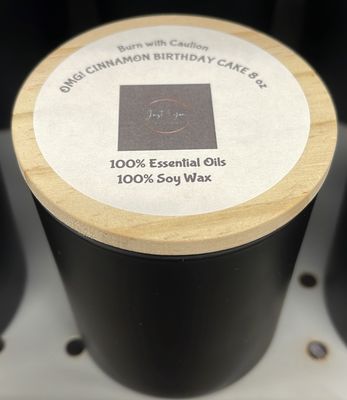 Burn with Caution
OMG! CINNAMON BIRTHDAY CAKE 8 oz
100% Essential Oils
100% Soy Wax